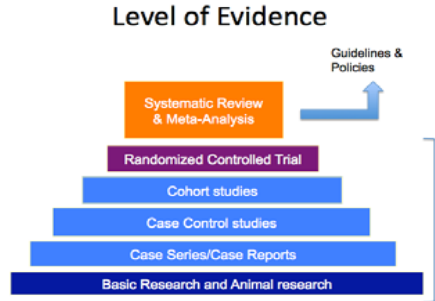 Level of Evidence
Guidelines &
Policies
Systematic Review
& Meta-Analysis
Randomized Controlled Trial
Cohort studies
Case Control studies
Case Series/Case Reports
Basic Research and Animal research